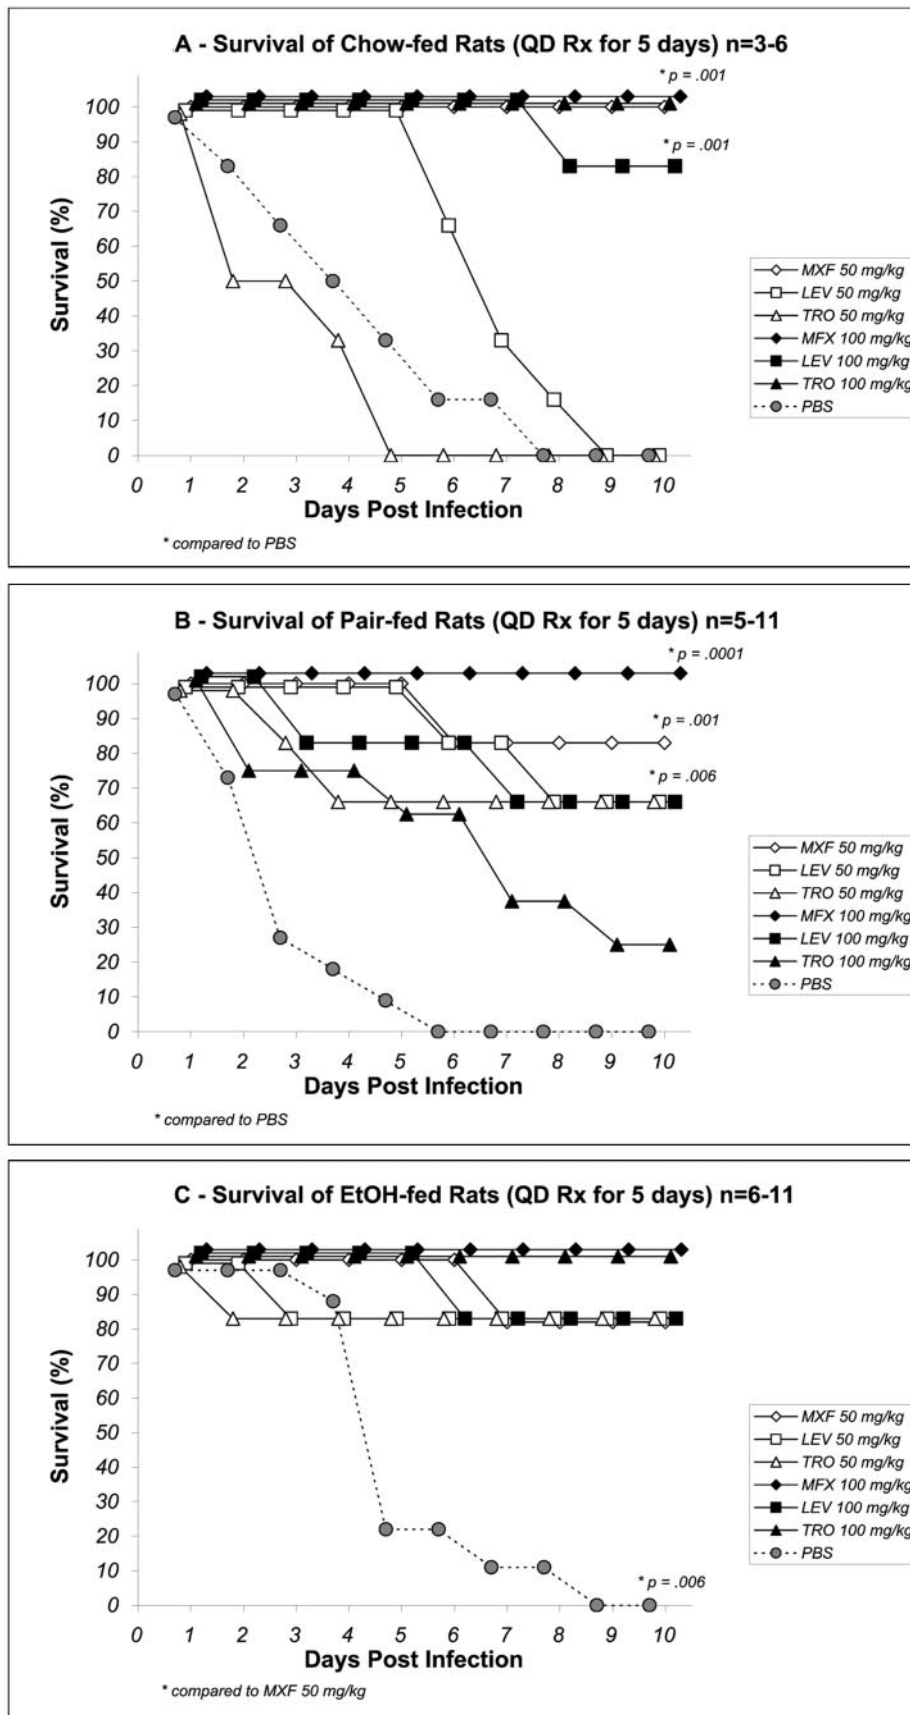 A - Survival of Chow-fed Rats (QD Rx for 5 days) n=3-6
* p = .001
100
90
80
70
60
50
40
30
20
10
0
* p = .001
Survival (%)
MXF 50 mg/kg
LEV 50 mg/kg
TRO 50 mg/kg
MFX 100 mg/kg
LEV 100 mg/kg
TRO 100 mg/kg
PBS
0 1 2 3 4 5 6 7 8 9 10
Days Post Infection
* compared to PBS
B - Survival of Pair-fed Rats (QD Rx for 5 days) n=5-11
* p = .0001
100
90
80
70
60
50
40
30
20
10
0
* p = .001
* p = .006
Survival (%)
MXF 50 mg/kg
LEV 50 mg/kg
TRO 50 mg/kg
MFX 100 mg/kg
LEV 100 mg/kg
TRO 100 mg/kg
PBS
0 1 2 3 4 5 6 7 8 9 10
Days Post Infection
* compared to PBS
C - Survival of EtOH-fed Rats (QD Rx for 5 days) n=6-11
100
90
80
70
60
50
40
30
20
10
0
Survival (%)
MXF 50 mg/kg
LEV 50 mg/kg
TRO 50 mg/kg
MFX 100 mg/kg
LEV 100 mg/kg
TRO 100 mg/kg
PBS
* p = .006
0 1 2 3 4 5 6 7 8 9 10
Days Post Infection
* compared to MXF 50 mg/kg